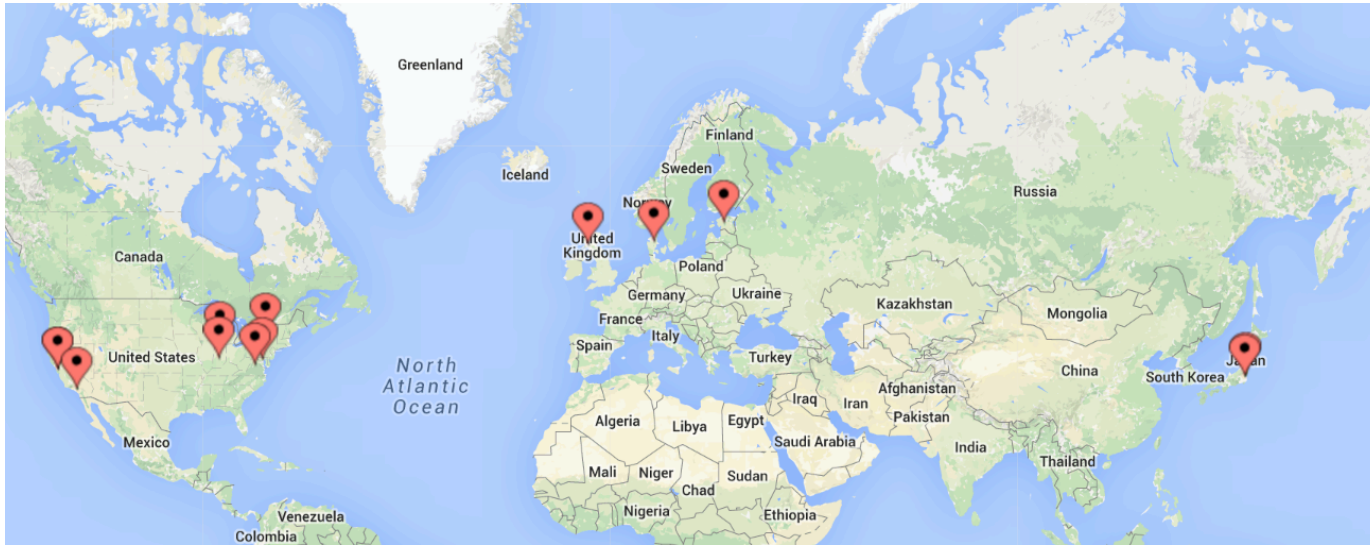 Greenland
Finland
Sweden
Iceland
Russia
Norway
Canada
United
Kingdom
Poland
Germany
Ukraine
Kazakhstan
Mongolia
France
Italy
Spain
United States
Turkey
Japan
South Korea
China
North
Atlantic
Ocean
Afghanistan
Iraq
Iran
Pakistan
Algeria
Libya
Egypt
Saudi Arabia
India
Mexico
Mali
Niger
Sudan
Thailand
Chad
Nigeria
Ethiopia
Venezuela
Colombia